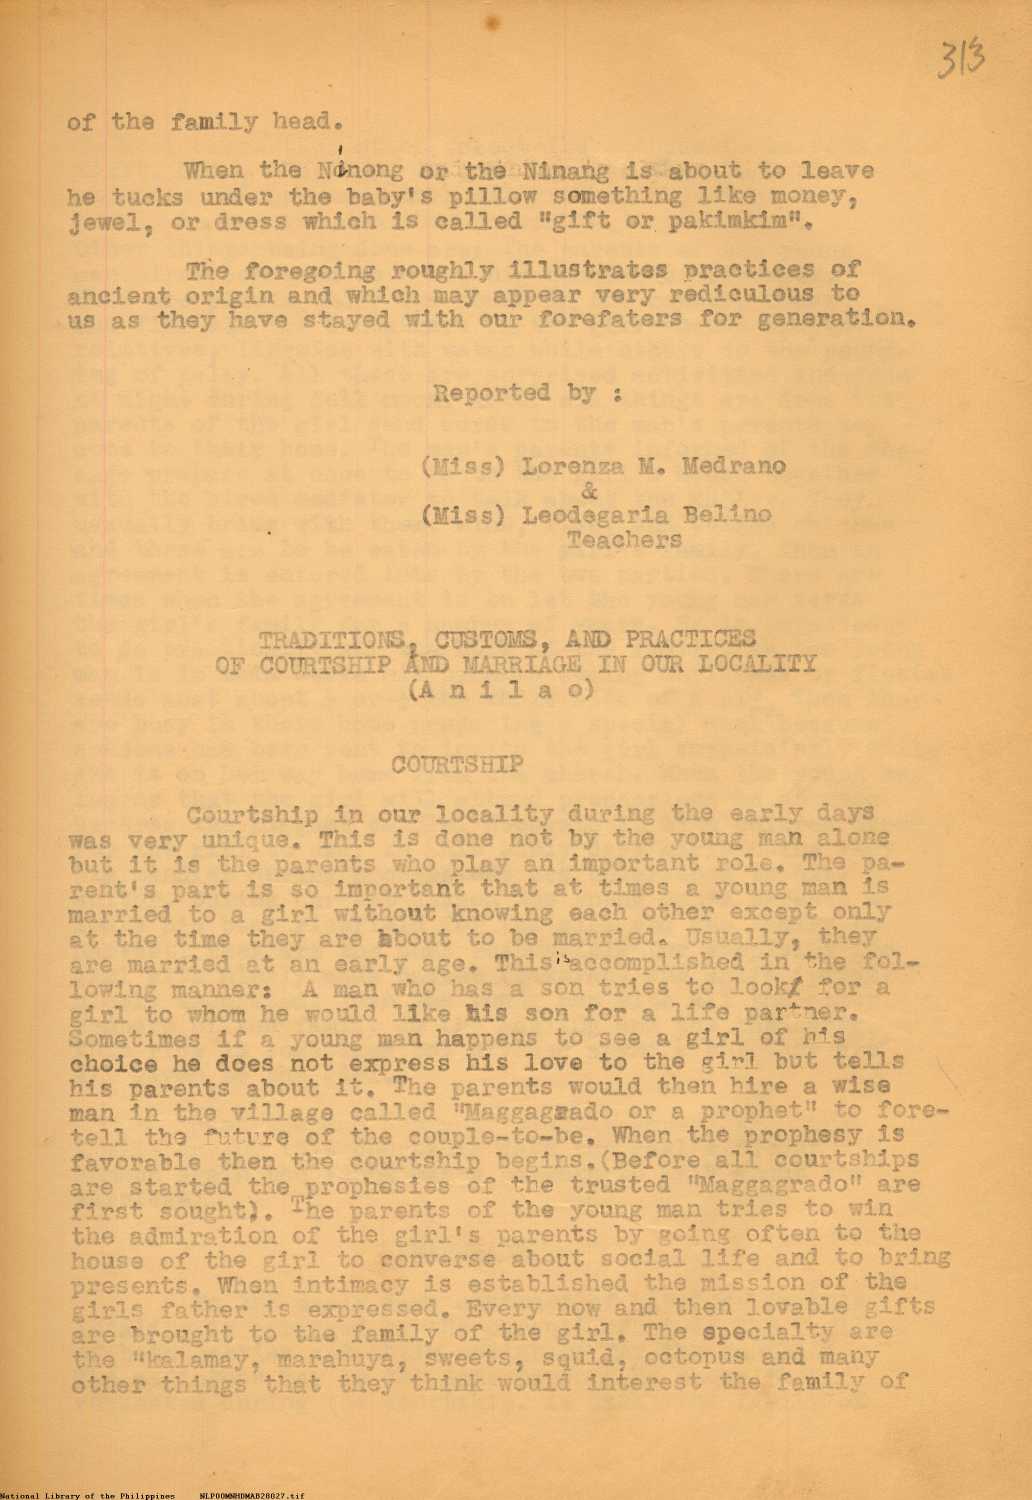 313
of the family head.
When the Ninong or the Ninang is about to leave
he tucks under the baby's pillow something like money,
jewel, or dress which is called "gift or pakimkim".
The foregoing roughly illustrates practices of
ancient origin and which may appear very rediculous to
us as they have stayed with our forefaters for generation.
Reported by :
(Miss) Lorenza M. Medrano
&
(Miss) Leodegaria Belino
Teachers
TRADITIONS, CUSTOMS, AND PRACTICES
OF COURTSHIP AND MARRIAGE IN OUR LOCALITY
(A n i l a o)
COURTSHIP
Courtship in our locality during the early days
was very unique. This is done not by the young man alone
but it is the parents who play an important role. The pa-
rent's part is so important that at times a young man is
married to a girl without knowing each other except only
at the time they are about to be married. Usually, they
are married at an early age. This is accomplished in the fol-
lowing manner: A man who has a son tries to look for a
girl to whom he would like his son for a life partner.
Sometimes if a young man happens to see a girl of his
choice he does not express his love to the girl but tells
his parents about it. The parents would then hire a wise
man in the village called "Maggagrado or a prophet" to fore-
tell the future of the couple-to-be. When the prophesy is
favorable then the courtship begins.(Before all courtships
are started the prophesies of the trusted "Maggagrado" are
first sought). The parents of the young man tries to win
the admiration of the girl's parents by going often to the
house of the girl to converse about social life and to bring
presents. When intimacy is established the mission of the
girls father is expressed. Every now and then lovable gifts
are brought to the family of the girl. The specialty are
the "kalamay, marahuya, sweets, squid, octopus and many
other things that they think would interest the family of
National Library of the Philippines NLP00MNHDMAB28027.tif